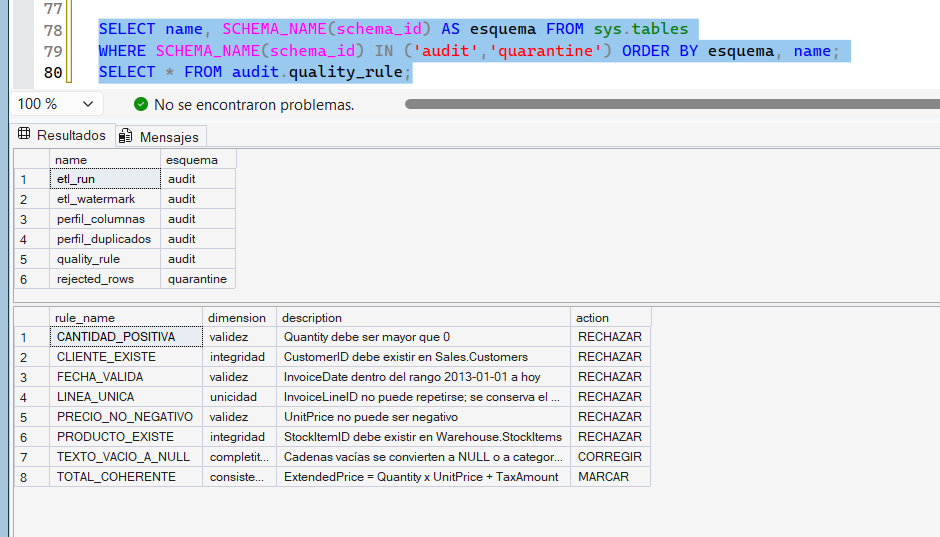 77
78 SELECT name, SCHEMA_NAME(schema_id) AS esquema FROM sys.tables
79 WHERE SCHEMA_NAME(schema_id) IN ('audit','quarantine') ORDER BY esquema, name;
80 SELECT * FROM audit.quality_rule;
100 % No se encontraron problemas.
Resultados Mensajes
name esquema
1 etl_run audit
2 etl_watermark audit
3 perfil_columnas audit
4 perfil_duplicados audit
5 quality_rule audit
6 rejected_rows quarantine
rule_name dimension description action
1 CANTIDAD_POSITIVA validez Quantity debe ser mayor que 0 RECHAZAR
2 CLIENTE_EXISTE integridad CustomerID debe existir en Sales.Customers RECHAZAR
3 FECHA_VALIDA validez InvoiceDate dentro del rango 2013-01-01 a hoy RECHAZAR
4 LINEA_UNICA unicidad InvoiceLineID no puede repetirse; se conserva el ... RECHAZAR
5 PRECIO_NO_NEGATIVO validez UnitPrice no puede ser negativo RECHAZAR
6 PRODUCTO_EXISTE integridad StockItemID debe existir en Warehouse.StockItems RECHAZAR
7 TEXTO_VACIO_A_NULL completit... Cadenas vacías se convierten a NULL o a categor... CORREGIR
8 TOTAL_COHERENTE consiste... ExtendedPrice = Quantity x UnitPrice + TaxAmount MARCAR